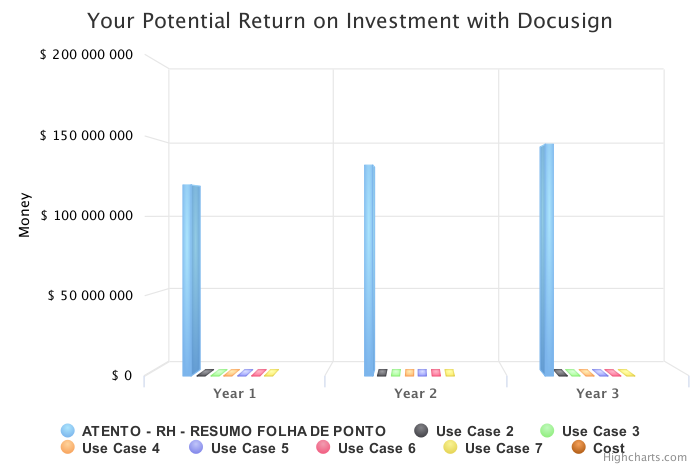 Your Potential Return on Investment with Docusign
$ 200 000 000
$ 150 000 000
$ 100 000 000
$ 50 000 000
$ 0
Money
Year 1
Year 2
Year 3
ATENTO - RH - RESUMO FOLHA DE PONTO
Use Case 2
Use Case 3
Use Case 4
Use Case 5
Use Case 6
Use Case 7
Cost
Highcharts.com